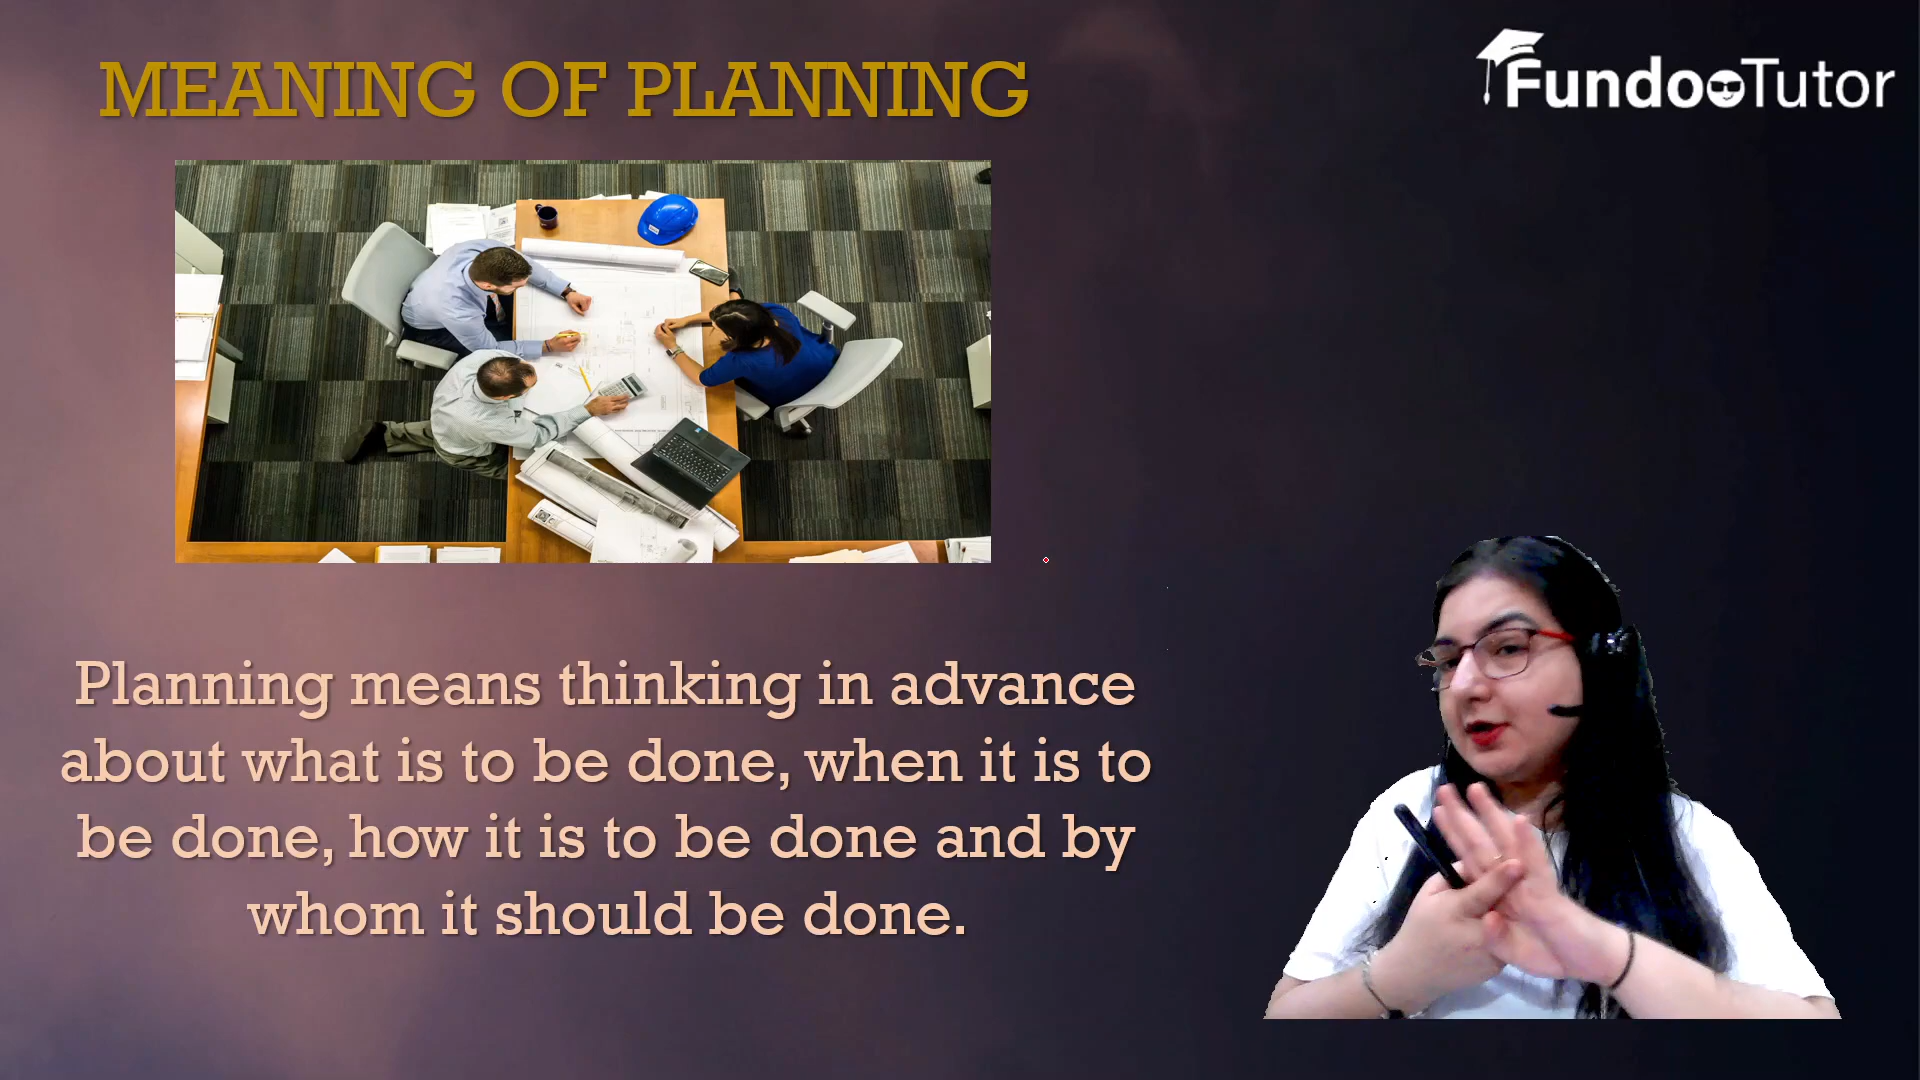 MEANING OF PLANNING
FundooTutor
Planning means thinking in advance
about what is to be done, when it is to
be done, how it is to be done and by
whom it should be done.